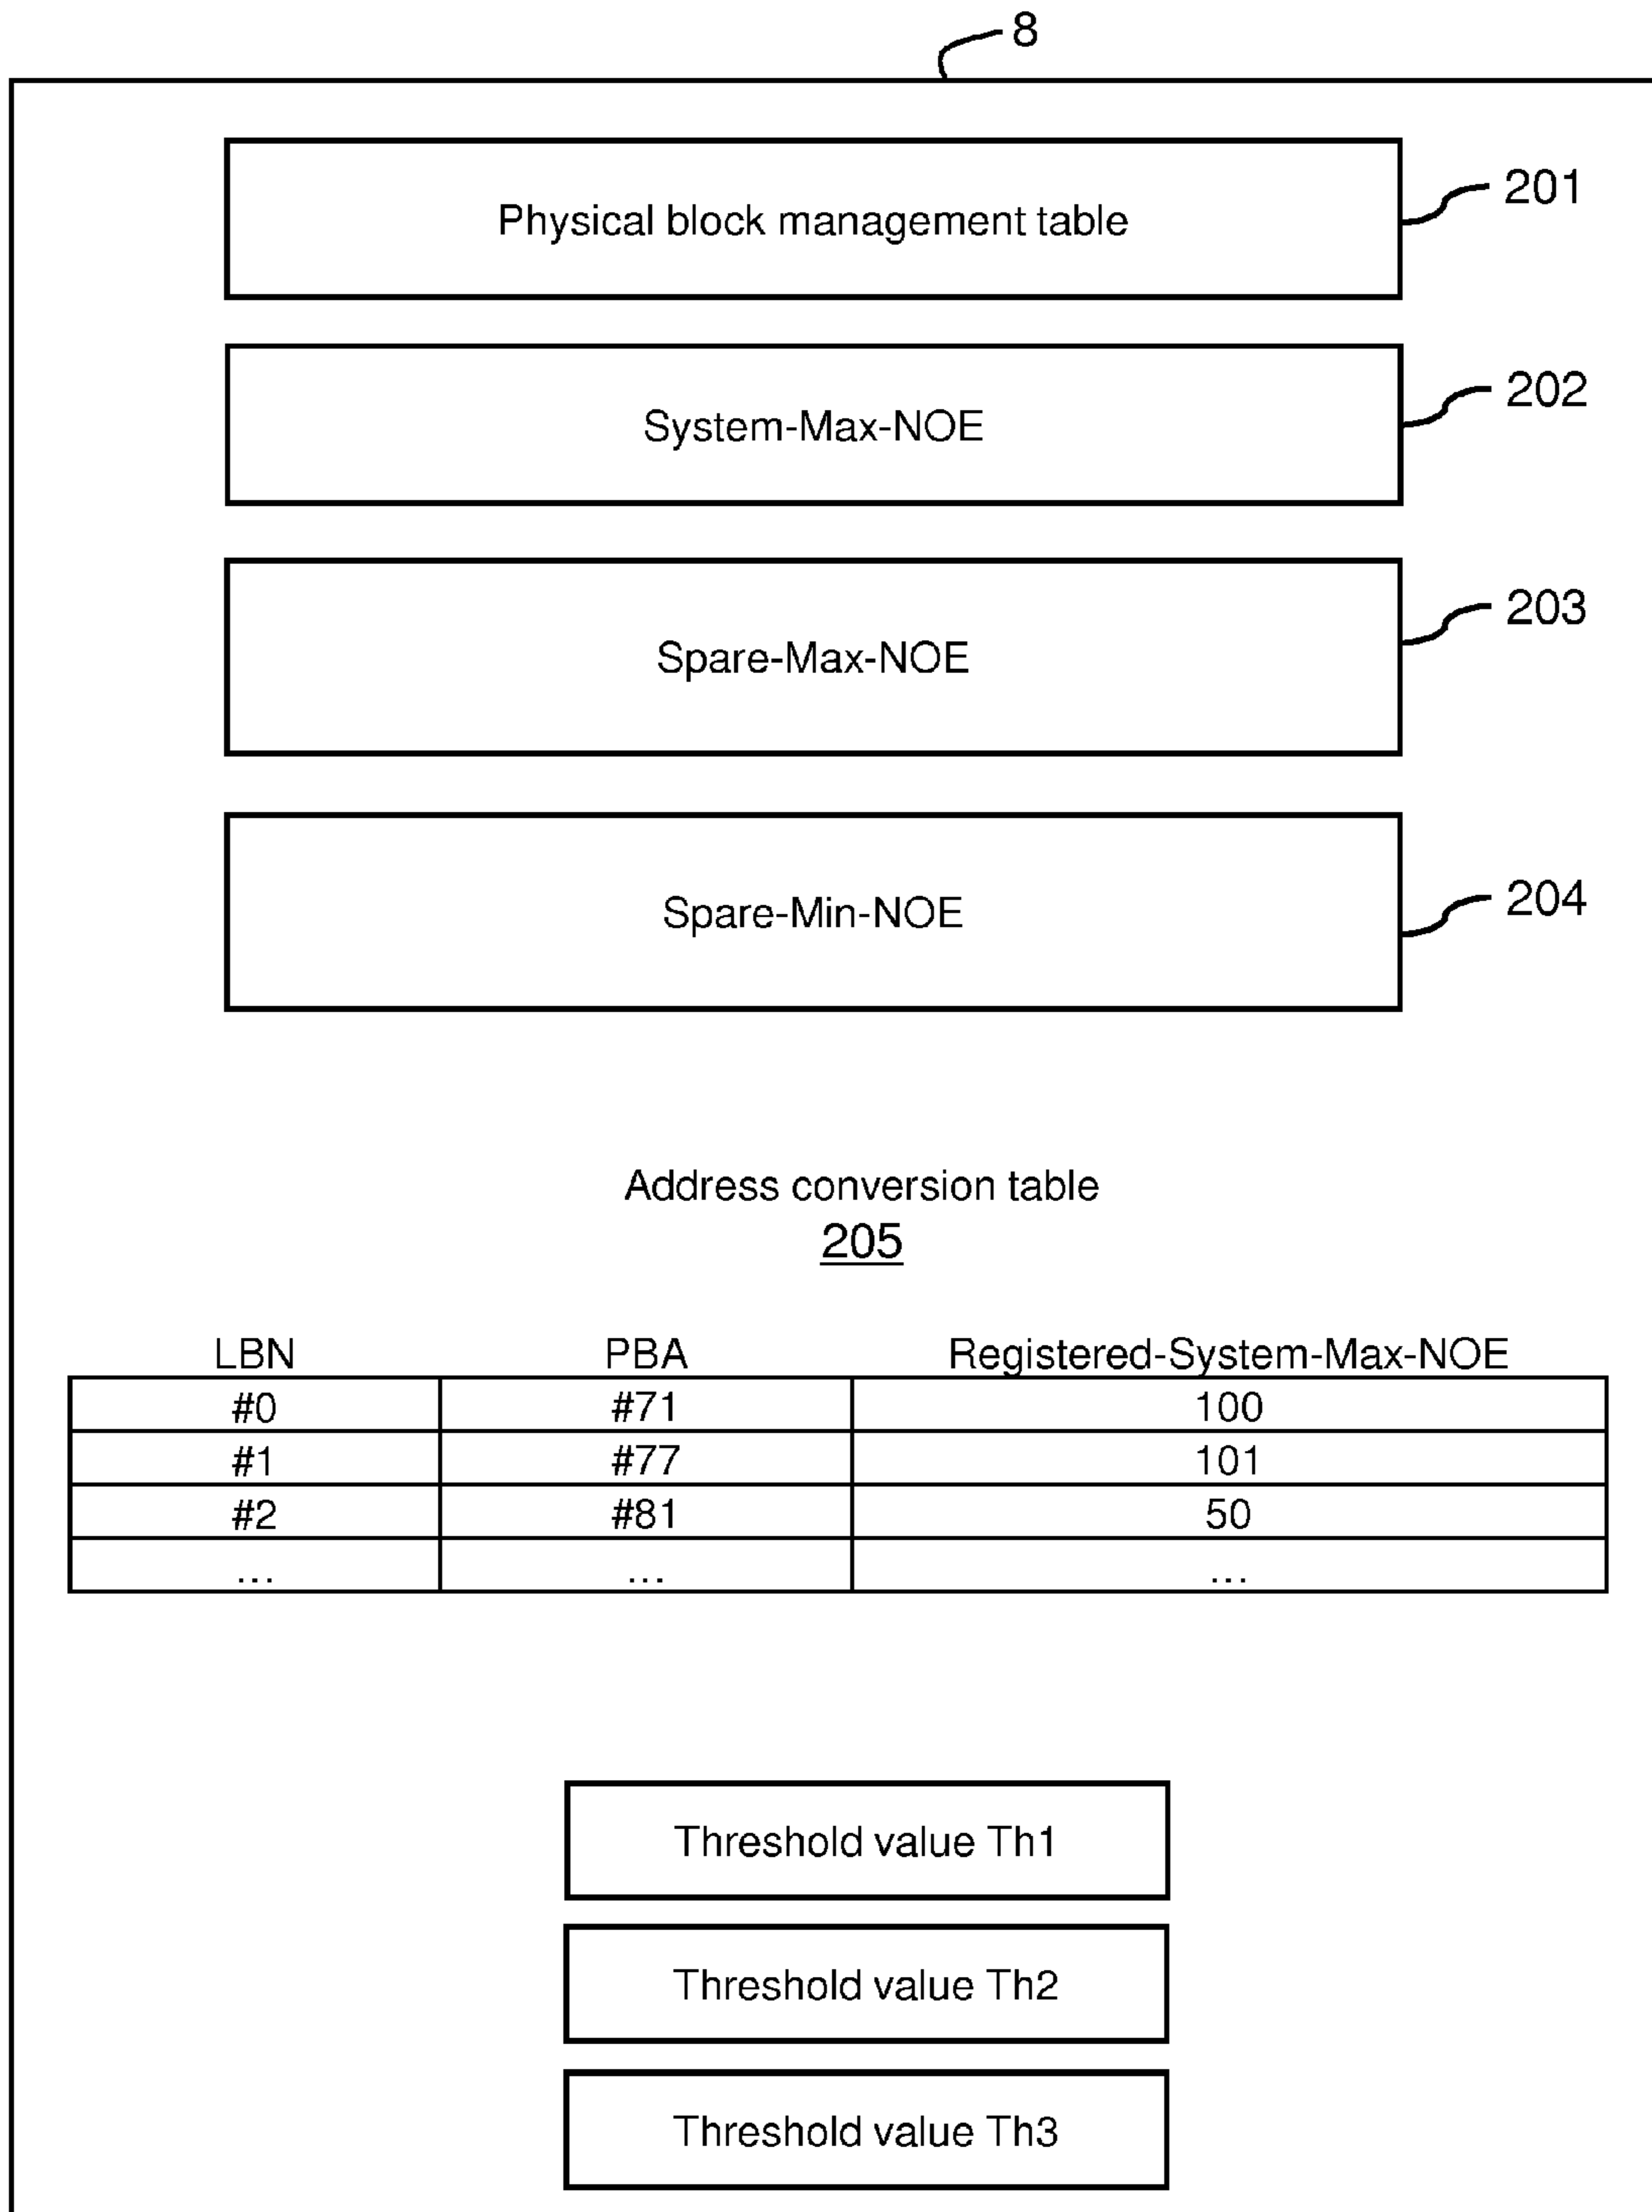 8
Physical block management table
201
System-Max-NOE
202
Spare-Max-NOE
203
Spare-Min-NOE
204
Address conversion table
205
LBN PBA Registered-System-Max-NOE
#0 #71 100
#1 #77 101
#2 #81 50
... ... ...
Threshold value Th1
Threshold value Th2
Threshold value Th3